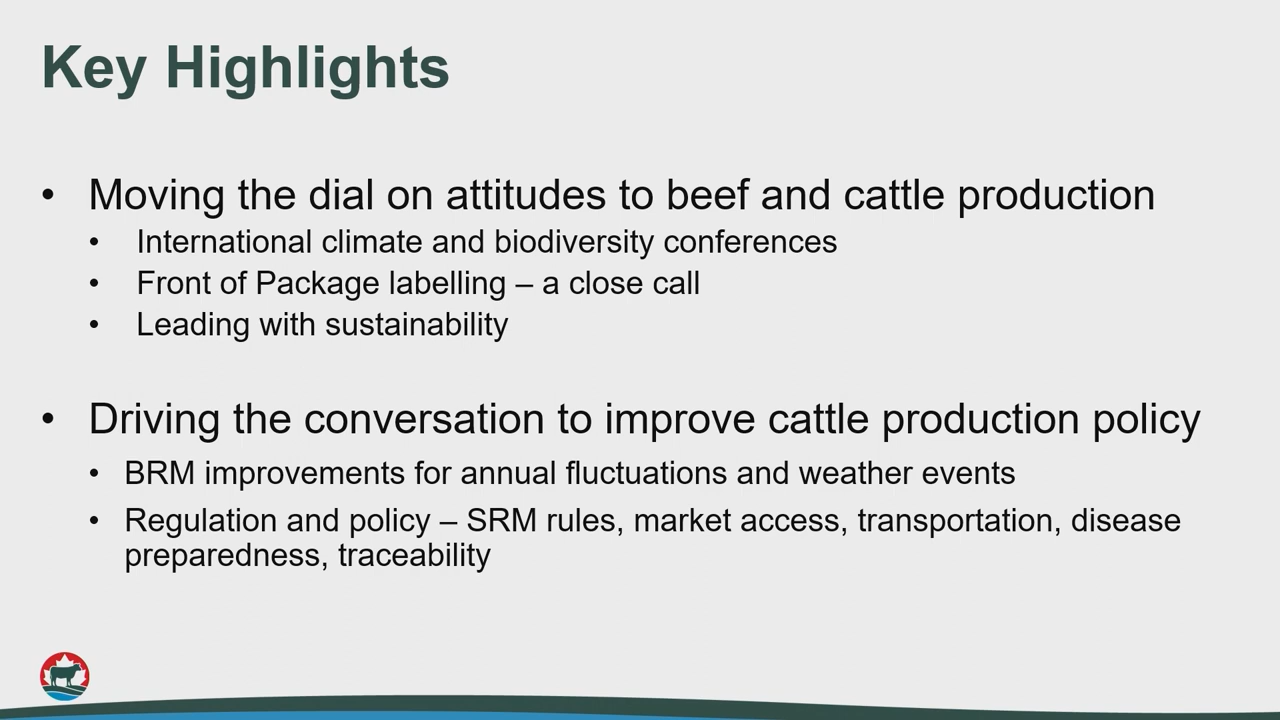 Key Highlights
• Moving the dial on attitudes to beef and cattle production
• International climate and biodiversity conferences
• Front of Package labelling – a close call
• Leading with sustainability
• Driving the conversation to improve cattle production policy
• BRM improvements for annual fluctuations and weather events
• Regulation and policy – SRM rules, market access, transportation, disease
preparedness, traceability